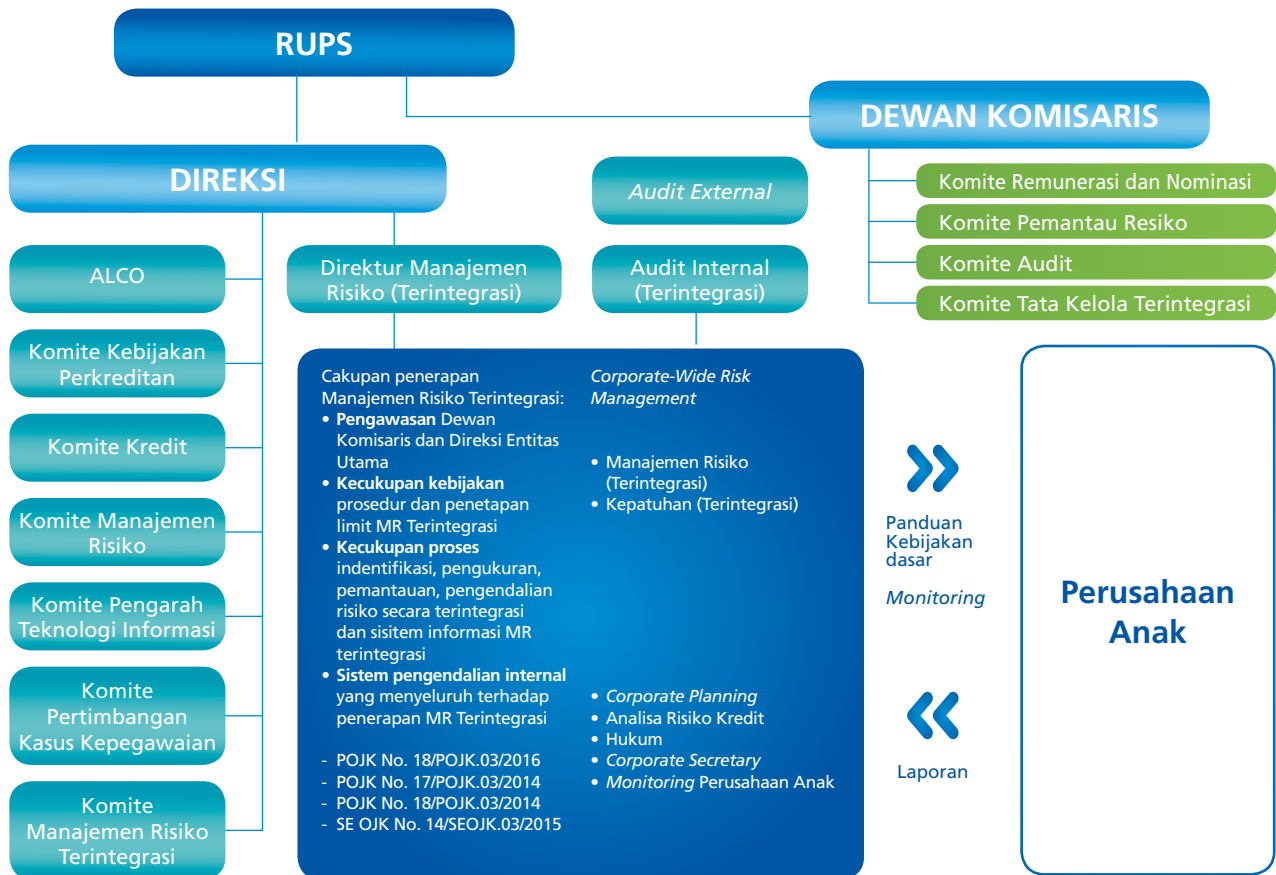 RUPS
DEWAN KOMISARIS
Komite Remunerasi dan Nominasi
Komite Pemantau Resiko
Komite Audit
Komite Tata Kelola Terintegrasi
DIREKSI
ALCO
Komite Kebijakan
Perkreditan
Komite Kredit
Komite Manajemen
Risiko
Komite Pengarah
Teknologi Informasi
Komite
Pertimbangan
Kasus Kepegawaian
Komite
Manajemen Risiko
Terintegrasi
Direktur Manajemen
Risiko (Terintegrasi)
Audit External
Audit Internal
(Terintegrasi)
Cakupan penerapan
Manajemen Risiko Terintegrasi:
• Pengawasan Dewan
Komisaris dan Direksi Entitas
Utama
• Kecukupan kebijakan
prosedur dan penetapan
limit MR Terintegrasi
• Kecukupan proses
indentifikasi, pengukuran,
pemantauan, pengendalian
risiko secara terintegrasi
dan sisitem informasi MR
terintegrasi
• Sistem pengendalian internal
yang menyeluruh terhadap
penerapan MR Terintegrasi
- POJK No. 18/POJK.03/2016
- POJK No. 17/POJK.03/2014
- POJK No. 18/POJK.03/2014
- SE OJK No. 14/SEOJK.03/2015
Corporate-Wide Risk
Management
• Manajemen Risiko
(Terintegrasi)
• Kepatuhan (Terintegrasi)
• Corporate Planning
• Analisa Risiko Kredit
• Hukum
• Corporate Secretary
• Monitoring Perusahaan Anak
Panduan
Kebijakan
dasar
Monitoring
Laporan
Perusahaan
Anak